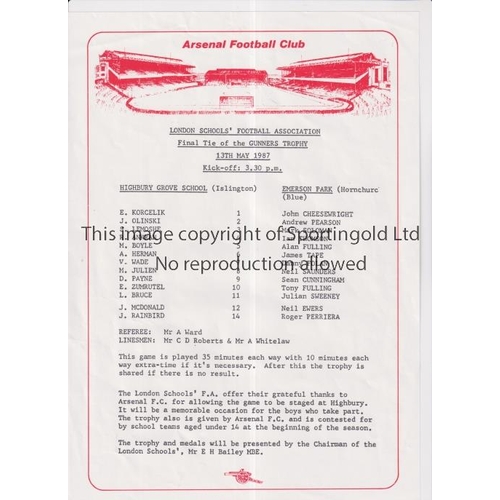 Arsenal Football Club
LONDON SCHOOLS' FOOTBALL ASSOCIATION
Final Tie of the GUNNERS TROPHY
13TH MAY 1987
Kick-off: 3.30 p.m.
HIGHBURY GROVE SCHOOL (Islington) EMERSON PARK (Hornchurc
(Blue)
E. KORCELIK 1 John CHEESEWRIGHT
J. OLINSKI 2 Andrew PEARSON
LEMOSHE 3
This image copyright of Sportingold Ltd
M. BOYLE 5 Alan FULLING
A. HERMAN 6 James TAPE
V. WADE
No reproduction allowed
M. JULIEN 8 Neil SAUNDERS
D. PAYNE 9 Sean CUNNINGHAM
E. ZUMRUTEL 10 Tony FULLING
L. BRUCE 11 Julian SWEENEY
J. MCDONALD 12 Neil EWERS
J. RAINBIRD 14 Roger PERRIERA
REFEREE: Mr A Ward
LINESMEN: Mr C D Roberts & Mr A Whitelaw
This game is played 35 minutes each way with 10 minutes each
way extra-time if it's necessary. After this the trophy is
shared if there is no result.
The London Schools' F.A. offer their grateful thanks to
Arsenal F.C. for allowing the game to be staged at Highbury.
It will be a memorable occasion for the boys who take part.
The trophy also is given by Arsenal F.C. and is contested for
by school teams aged under 14 at the beginning of the season.
The trophy and medals will be presented by the Chairman of the
London Schools', Mr E H Bailey MBE.